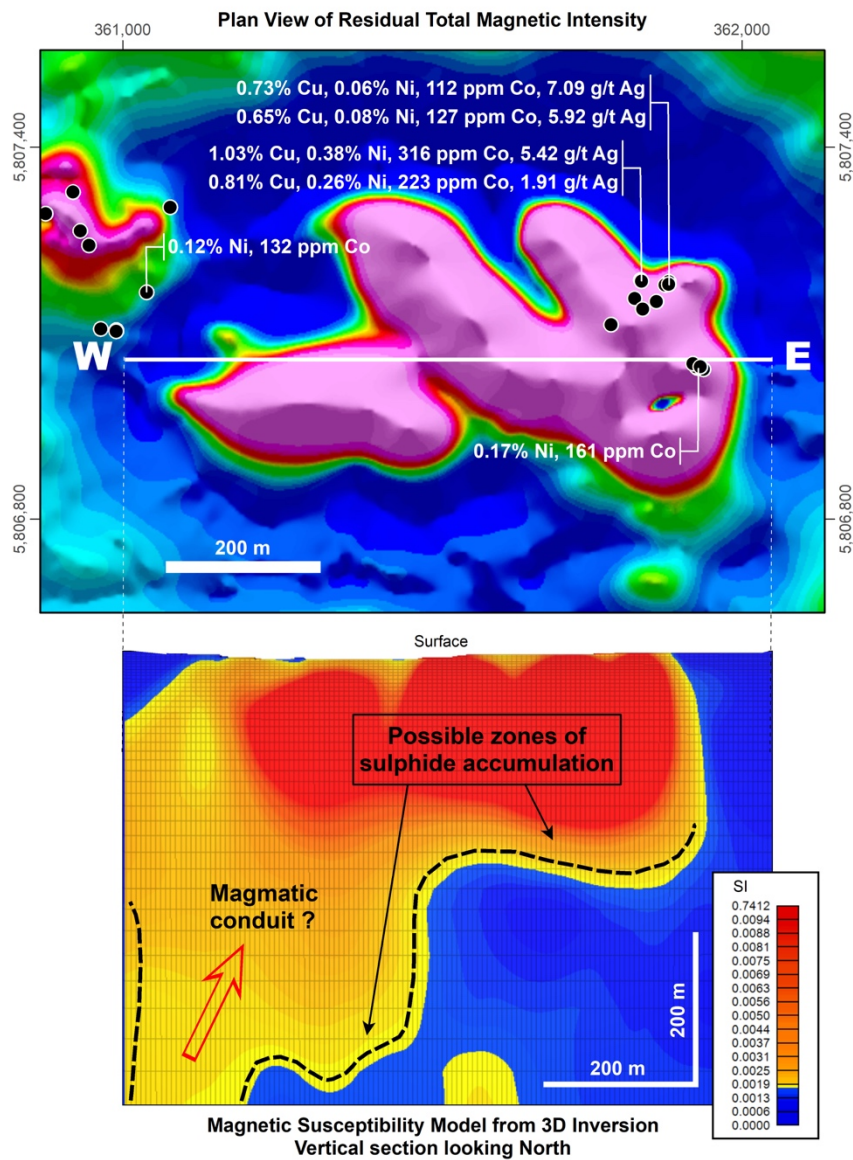 Plan View of Residual Total Magnetic Intensity
361,000
362,000
0.73% Cu, 0.06% Ni, 112 ppm Co, 7.09 g/t Ag
0.65% Cu, 0.08% Ni, 127 ppm Co, 5.92 g/t Ag
5,807,400
5,807,400
1.03% Cu, 0.38% Ni, 316 ppm Co, 5.42 g/t Ag
0.81% Cu, 0.26% Ni, 223 ppm Co, 1.91 g/t Ag
0.12% Ni, 132 ppm Co
W
E
0.17% Ni, 161 ppm Co
5,806,800
5,806,800
200 m
Surface
Possible zones of
sulphide accumulation
Magmatic
conduit ?
200 m
200 m
SI
0.7412
0.0094
0.0088
0.0081
0.0075
0.0069
0.0063
0.0056
0.0050
0.0044
0.0037
0.0031
0.0025
0.0019
0.0013
0.0006
0.0000
Magnetic Susceptibility Model from 3D Inversion
Vertical section looking North